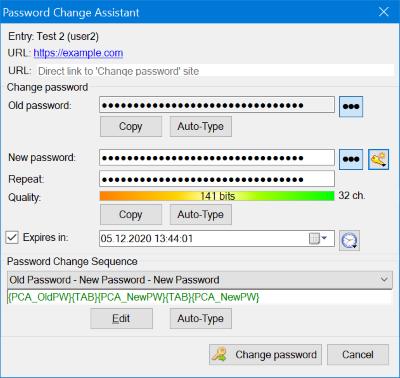 Password Change Assistant
Entry: Test 2 (user2)
URL: https://example.com
URL: Direct link to 'Change password' site
Change password
Old password: ●●●●●●●●●●●●●●●●●●●●●●●●●●●●●●●● ●●●
Copy Auto-Type
New password: ●●●●●●●●●●●●●●●●●●●●●●●●●●●●●●●● ●●●
Repeat: ●●●●●●●●●●●●●●●●●●●●●●●●●●●●●●●●
Quality: 141 bits 32 ch.
Copy Auto-Type
Expires in: 05.12.2020 13:44:01
Password Change Sequence
Old Password - New Password - New Password
{PCA_OldPW}{TAB}{PCA_NewPW}{TAB}{PCA_NewPW}
Edit Auto-Type
Change password Cancel